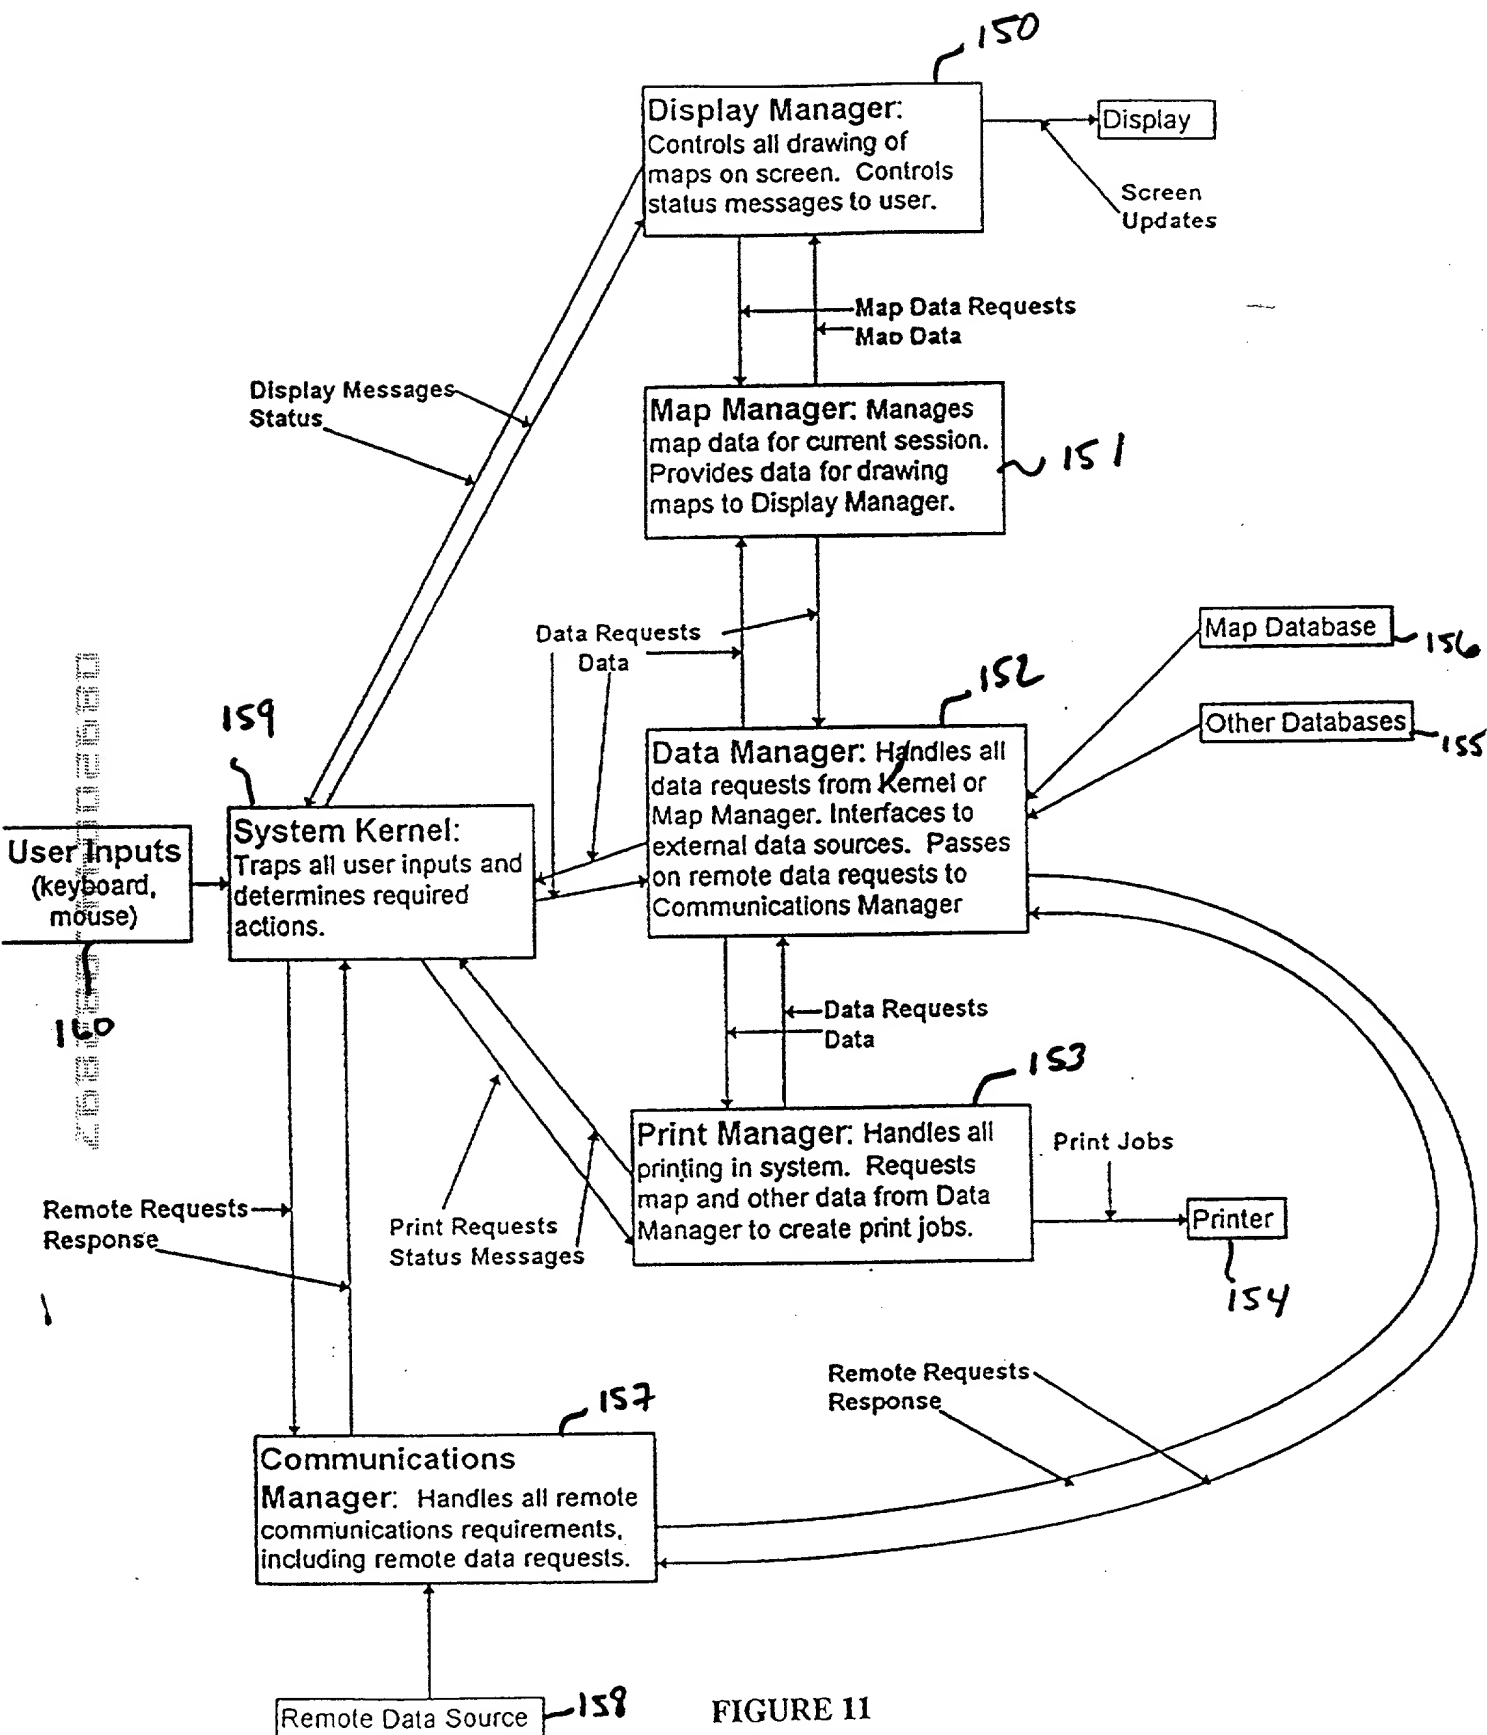 150
Display Manager:
Controls all drawing of
maps on screen. Controls
status messages to user.
Display
Screen
Updates
Map Data Requests
Map Data
Display Messages
Status
Map Manager: Manages
map data for current session.
Provides data for drawing
maps to Display Manager.
151
Data Requests
Data
Map Database
156
152
Other Databases
155
159
Data Manager: Handles all
data requests from Kernel or
Map Manager. Interfaces to
external data sources. Passes
on remote data requests to
Communications Manager
System Kernel:
Traps all user inputs and
determines required
actions.
User Inputs
(keyboard,
mouse)
160
Data Requests
Data
153
Print Manager: Handles all
printing in system. Requests
map and other data from Data
Manager to create print jobs.
Print Jobs
Printer
154
Remote Requests
Response
Print Requests
Status Messages
Remote Requests
Response
157
Communications
Manager: Handles all remote
communications requirements,
including remote data requests.
Remote Data Source
158
FIGURE 11